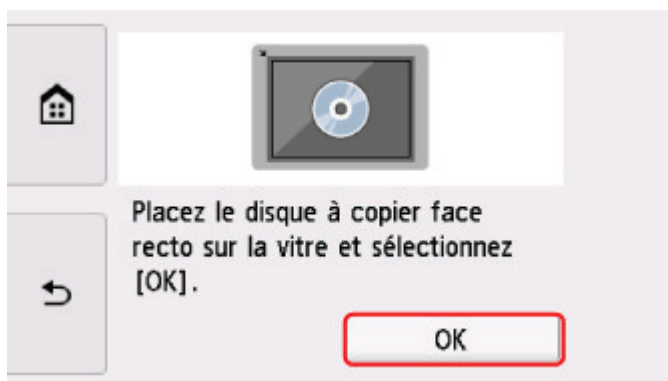 Placez le disque à copier face
recto sur la vitre et sélectionnez
[OK].
OK